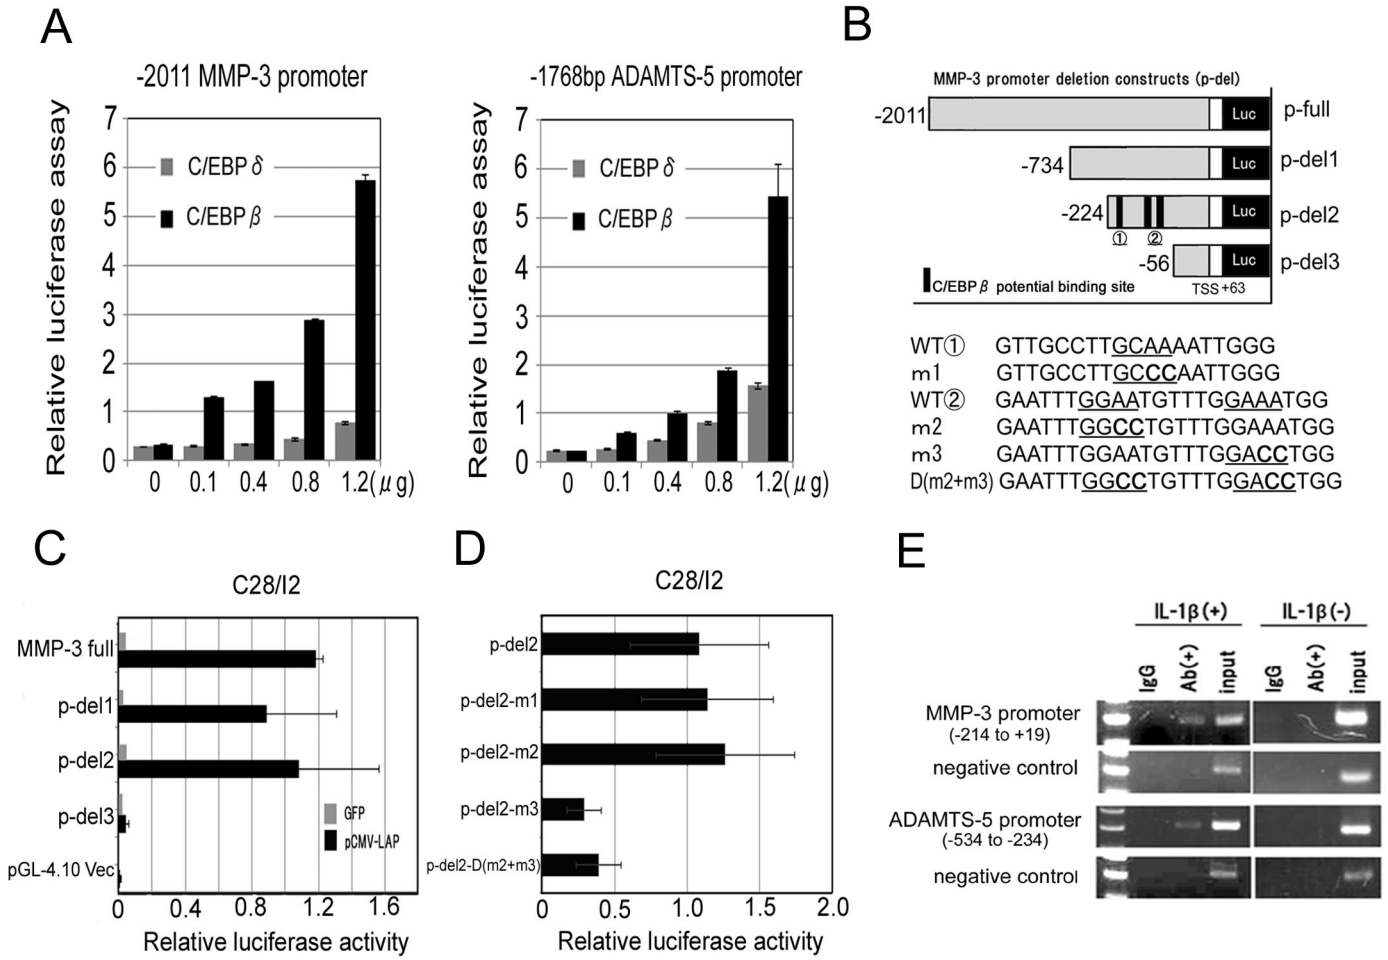 A
-2011 MMP-3 promoter
Relative luciferase assay
7
6
5
4
3
2
1
0
C/EBP δ
C/EBP β
0 0.1 0.4 0.8 1.2(μg)
-1768bp ADAMTS-5 promoter
Relative luciferase assay
7
6
5
4
3
2
1
0
C/EBP δ
C/EBP β
0 0.1 0.4 0.8 1.2(μg)
B
MMP-3 promoter deletion constructs (p-del)
-2011 Luc p-full
-734 Luc p-del1
-224 Luc p-del2
① ②
-56 Luc p-del3
C/EBP β potential binding site TSS +63
WT① GTTGCCTTGCAAAATTGGG
m1 GTTGCCTTGCCCAATTGGG
WT② GAATTTGGAATGTTTGGAAATGG
m2 GAATTTGGCCTGTTTGGAAATGG
m3 GAATTTGGAATGTTTGGACCTGG
D(m2+m3) GAATTTGGCCTGTTTGGACCTGG
C
C28/I2
MMP-3 full
p-del1
p-del2
p-del3
pGL-4.10 Vec
GFP
pCMV-LAP
0 0.4 0.8 1.2 1.6
Relative luciferase activity
D
C28/I2
p-del2
p-del2-m1
p-del2-m2
p-del2-m3
p-del2-D(m2+m3)
0 0.5 1.0 1.5 2.0
Relative luciferase activity
E
IL-1β(+) IL-1β(-)
IgG Ab(+) input IgG Ab(+) input
MMP-3 promoter
(-214 to +19)
negative control
ADAMTS-5 promoter
(-534 to -234)
negative control